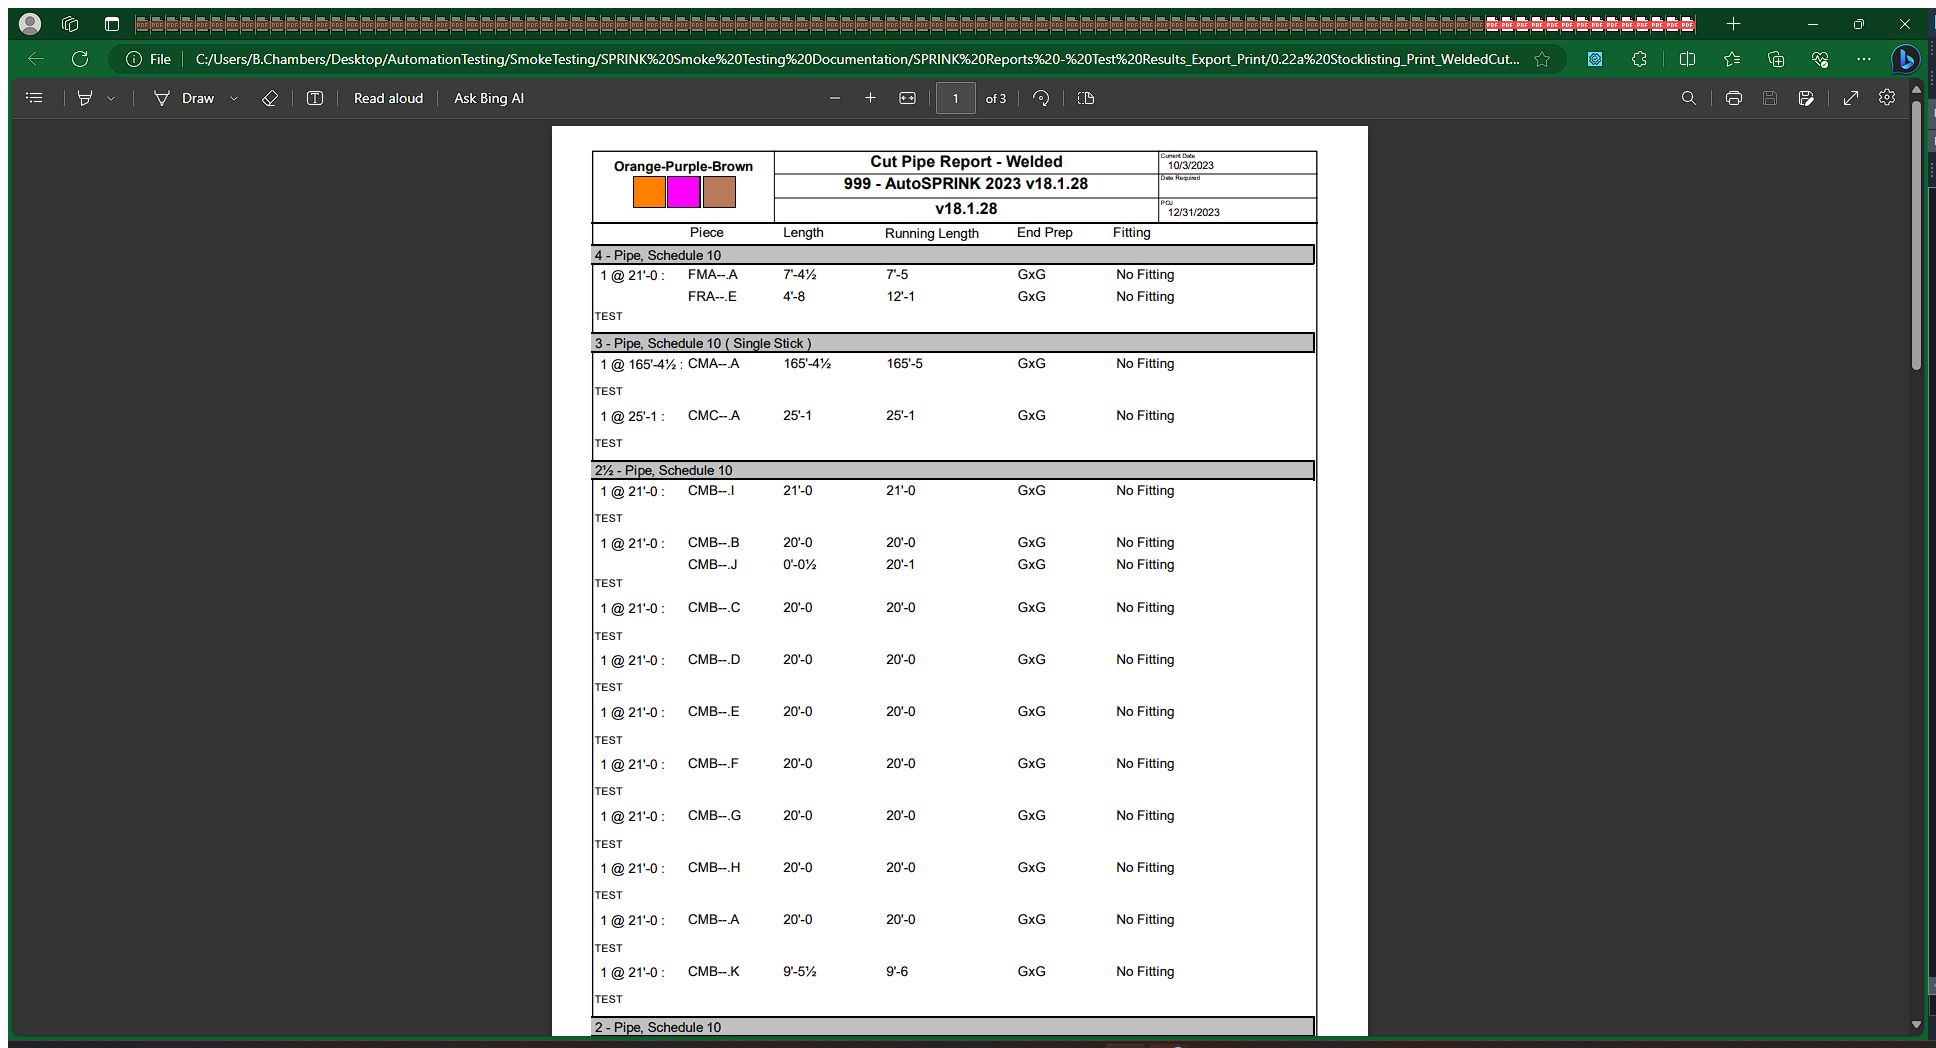 File C:/Users/B.Chambers/Desktop/AutomationTesting/SmokeTesting/SPRINK%20Smoke%20Testing%20Documentation/SPRINK%20Reports%20-%20Test%20Results_Export_Print/0.22a%20Stocklisting_Print_WeldedCut...
Draw Read aloud Ask Bing AI 1 of 3
Orange-Purple-Brown
Cut Pipe Report - Welded
999 - AutoSPRINK 2023 v18.1.28
v18.1.28
Current Date
10/3/2023
Date Required
POJ
12/31/2023
Piece Length Running Length End Prep Fitting
4 - Pipe, Schedule 10
1 @ 21'-0 : FMA--.A 7'-4½ 7'-5 GxG No Fitting
FRA--.E 4'-8 12'-1 GxG No Fitting
TEST
3 - Pipe, Schedule 10 ( Single Stick )
1 @ 165'-4½ : CMA--.A 165'-4½ 165'-5 GxG No Fitting
TEST
1 @ 25'-1 : CMC--.A 25'-1 25'-1 GxG No Fitting
TEST
2½ - Pipe, Schedule 10
1 @ 21'-0 : CMB--.I 21'-0 21'-0 GxG No Fitting
TEST
1 @ 21'-0 : CMB--.B 20'-0 20'-0 GxG No Fitting
CMB--.J 0'-0½ 20'-1 GxG No Fitting
TEST
1 @ 21'-0 : CMB--.C 20'-0 20'-0 GxG No Fitting
TEST
1 @ 21'-0 : CMB--.D 20'-0 20'-0 GxG No Fitting
TEST
1 @ 21'-0 : CMB--.E 20'-0 20'-0 GxG No Fitting
TEST
1 @ 21'-0 : CMB--.F 20'-0 20'-0 GxG No Fitting
TEST
1 @ 21'-0 : CMB--.G 20'-0 20'-0 GxG No Fitting
TEST
1 @ 21'-0 : CMB--.H 20'-0 20'-0 GxG No Fitting
TEST
1 @ 21'-0 : CMB--.A 20'-0 20'-0 GxG No Fitting
TEST
1 @ 21'-0 : CMB--.K 9'-5½ 9'-6 GxG No Fitting
TEST
2 - Pipe, Schedule 10